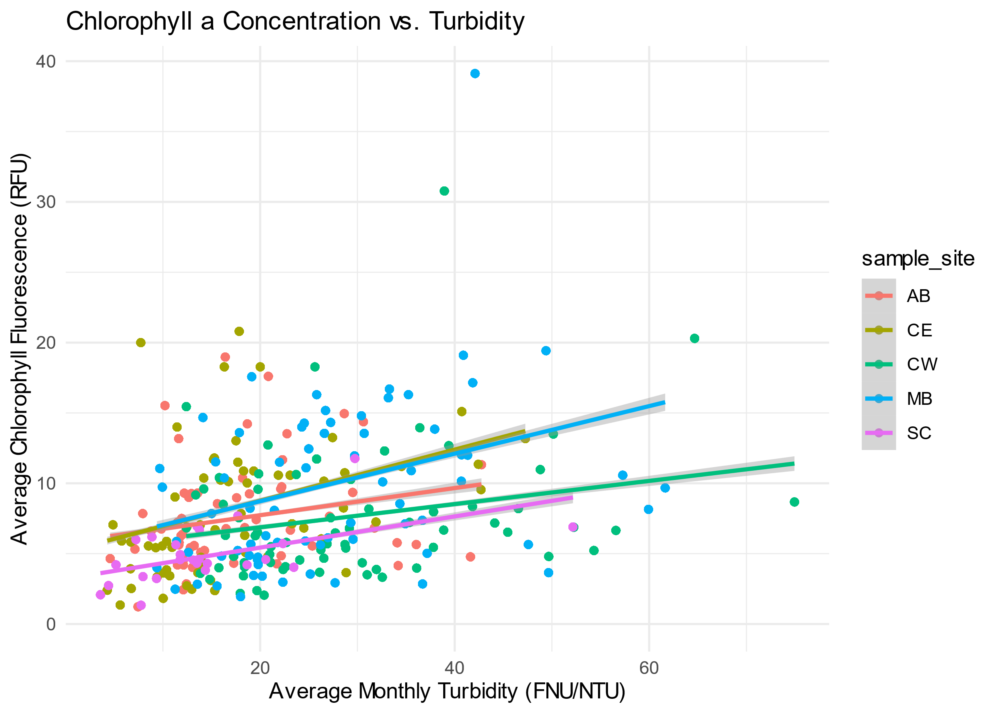 Chlorophyll a Concentration vs. Turbidity
Average Chlorophyll Fluorescence (RFU)
40
30
20
10
0
20
40
60
Average Monthly Turbidity (FNU/NTU)
sample_site
AB
CE
CW
MB
SC